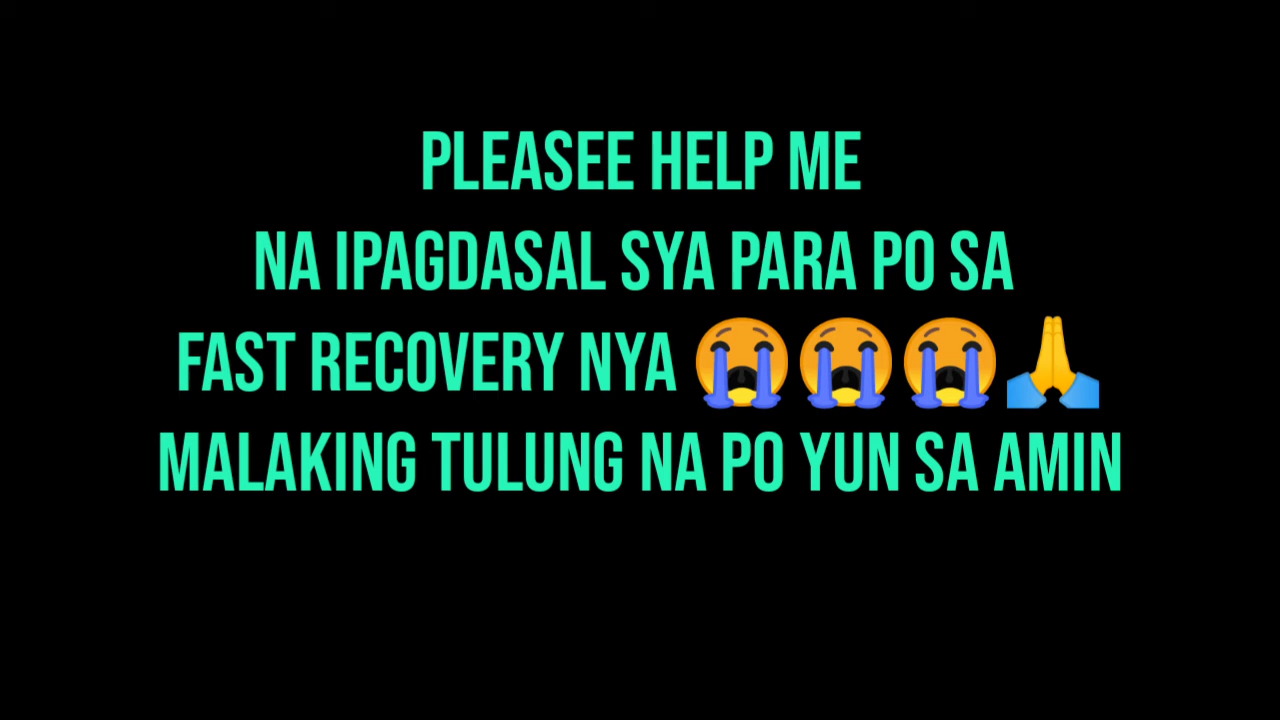 PLEASEE HELP ME
NA IPAGDASAL SYA PARA PO SA
FAST RECOVERY NYA 😭😭😭🙏
MALAKING TULUNG NA PO YUN SA AMIN